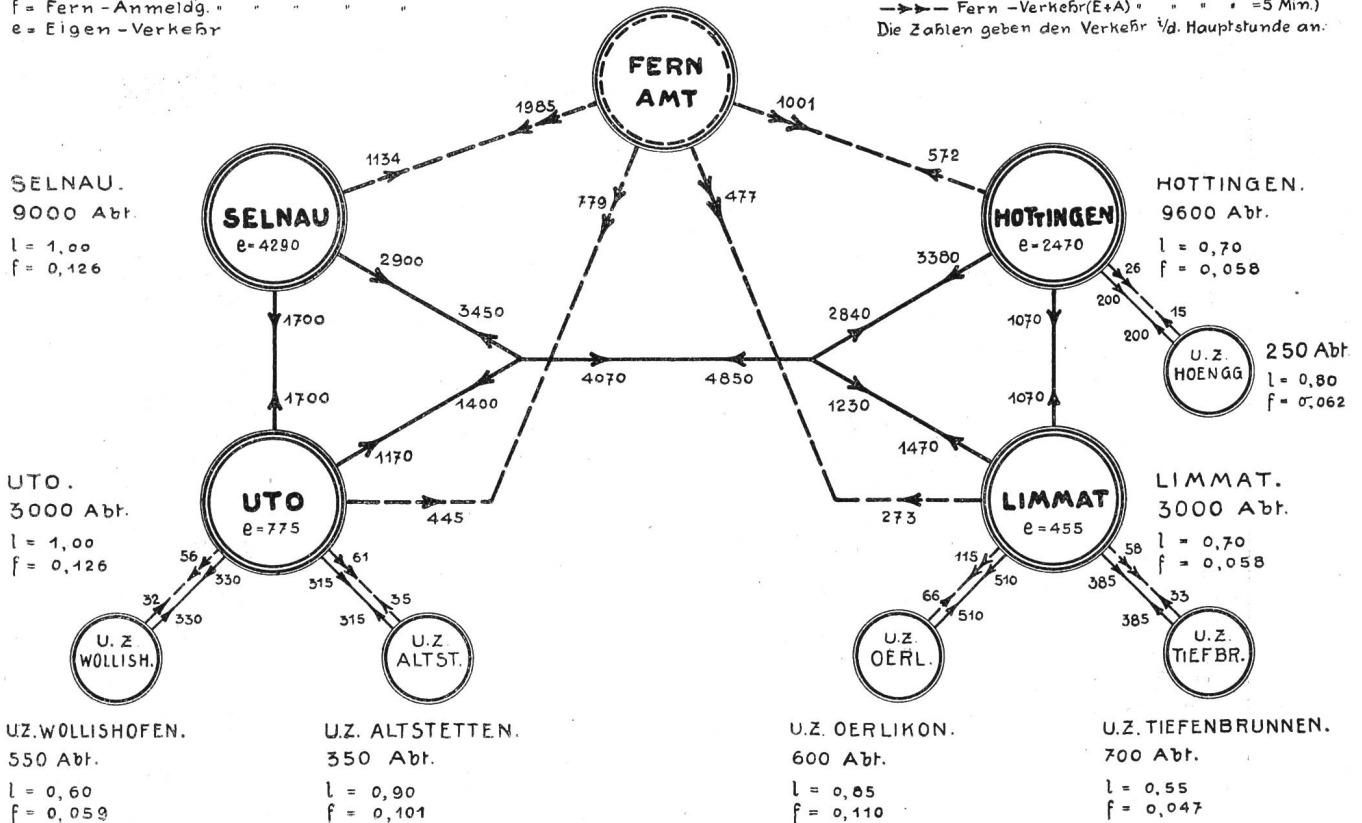 f = Fern-Anmeldg. " " " " "
e = Eigen-Verkehr
Fern-Verkehr (E+A) " " " " = 5 Min.)
Die Zahlen geben den Verkehr i/d. Hauptstunde an.
FERN
AMT
1985
1001
1134
572
779
477
SELNAU.
9000 Abt.
l = 1,00
f = 0,126
SELNAU
e=4290
HOTTINGEN
e=2470
HOTTINGEN.
9600 Abt.
l = 0,70
f = 0,058
2900
3450
3380
2840
26
200
15
200
U.Z.
HOENGG
250 Abt.
l = 0,80
f = 0,062
1700
1070
4070
4850
1700
1400
1230
1070
1170
1470
UTO.
3000 Abt.
l = 1,00
f = 0,126
UTO
e=775
445
273
LIMMAT
e=455
LIMMAT.
3000 Abt.
l = 0,70
f = 0,058
56
330
32
330
61
315
35
315
115
510
66
510
58
385
33
385
U.Z.
WOLLISH.
U.Z.
ALTST.
U.Z.
OERL.
U.Z.
TIEFBR.
U.Z. WOLLISHOFEN.
550 Abt.
l = 0,60
f = 0,059
U.Z. ALTSTETTEN.
350 Abt.
l = 0,90
f = 0,101
U.Z. OERLIKON.
600 Abt.
l = 0,85
f = 0,110
U.Z. TIEFENBRUNNEN.
700 Abt.
l = 0,55
f = 0,047